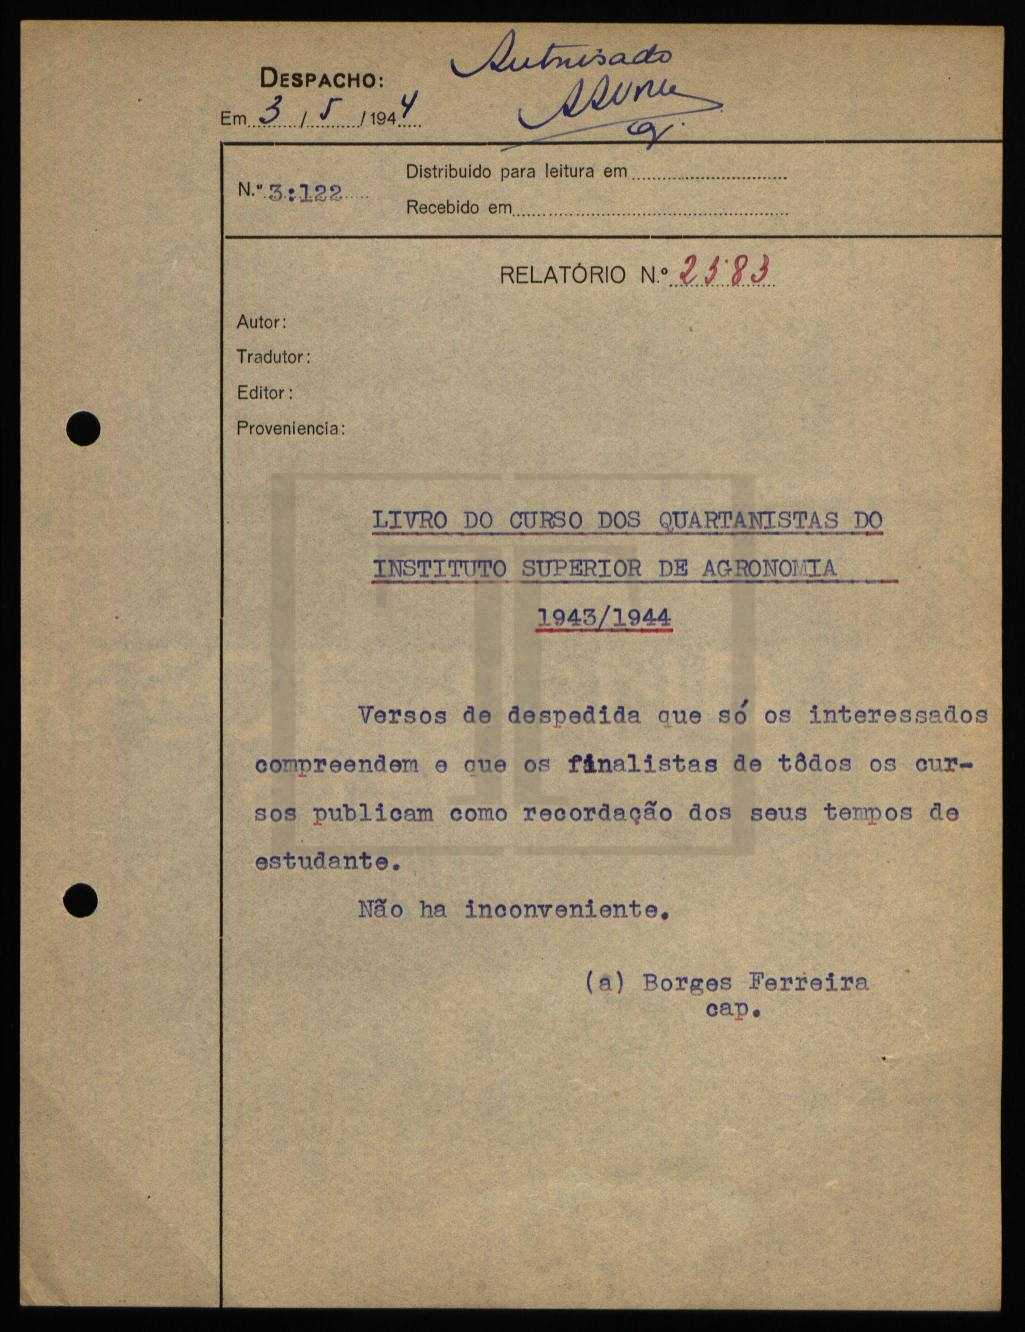 Autorisado
DESPACHO:
Em 3 / 5 / 1944
N.º 3:122
Distribuido para leitura em
Recebido em
RELATÓRIO N.º 2583
Autor:
Tradutor:
Editor:
Proveniencia:
LIVRO DO CURSO DOS QUARTANISTAS DO
INSTITUTO SUPERIOR DE AGRONOMIA
1943/1944
Versos de despedida que só os interessados
compreendem e que os finalistas de tôdos os cur-
sos publicam como recordação dos seus tempos de
estudante.
Não ha inconveniente.
(a) Borges Ferreira
cap.